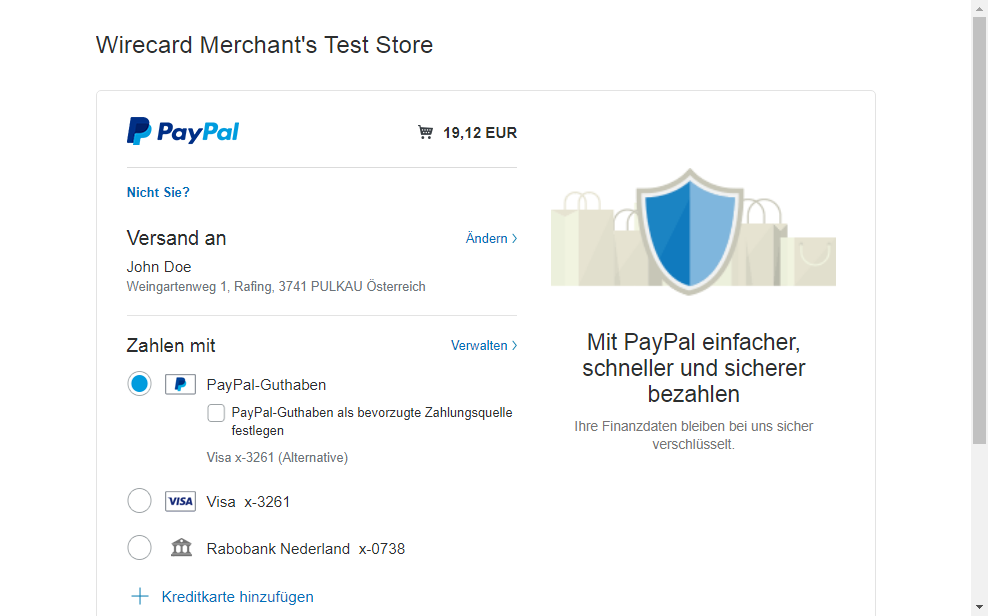 Wirecard Merchant's Test Store
PayPal
19,12 EUR
Nicht Sie?
Versand an
Ändern
John Doe
Weingartenweg 1, Rafing, 3741 PULKAU Österreich
Zahlen mit
Verwalten
PayPal-Guthaben
PayPal-Guthaben als bevorzugte Zahlungsquelle
festlegen
Visa x-3261 (Alternative)
VISA Visa x-3261
Rabobank Nederland x-0738
Kreditkarte hinzufügen
Mit PayPal einfacher,
schneller und sicherer
bezahlen
Ihre Finanzdaten bleiben bei uns sicher
verschlüsselt.